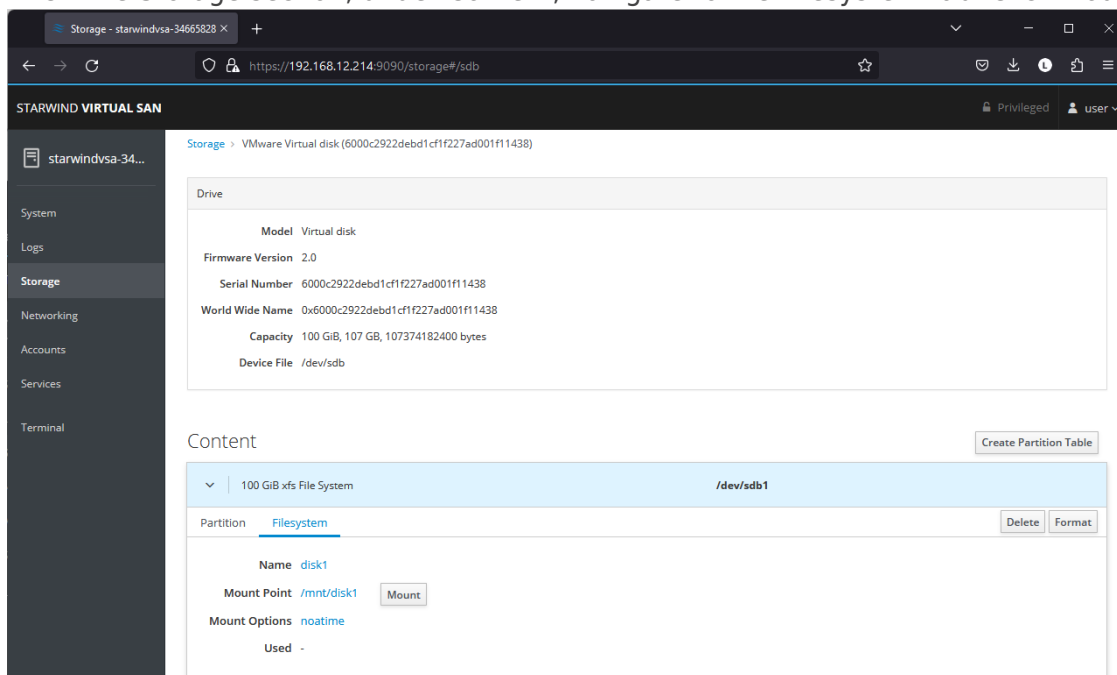 Storage - starwindvsa-34665828
https://192.168.12.214:9090/storage#/sdb
L
STARWIND VIRTUAL SAN
Privileged
user
starwindvsa-34...
System
Logs
Storage
Networking
Accounts
Services
Terminal
Storage > VMware Virtual disk (6000c2922debd1cf1f227ad001f11438)
Drive
Model Virtual disk
Firmware Version 2.0
Serial Number 6000c2922debd1cf1f227ad001f11438
World Wide Name 0x6000c2922debd1cf1f227ad001f11438
Capacity 100 GiB, 107 GB, 107374182400 bytes
Device File /dev/sdb
Content
Create Partition Table
100 GiB xfs File System /dev/sdb1
Partition Filesystem Delete Format
Name disk1
Mount Point /mnt/disk1 Mount
Mount Options noatime
Used -